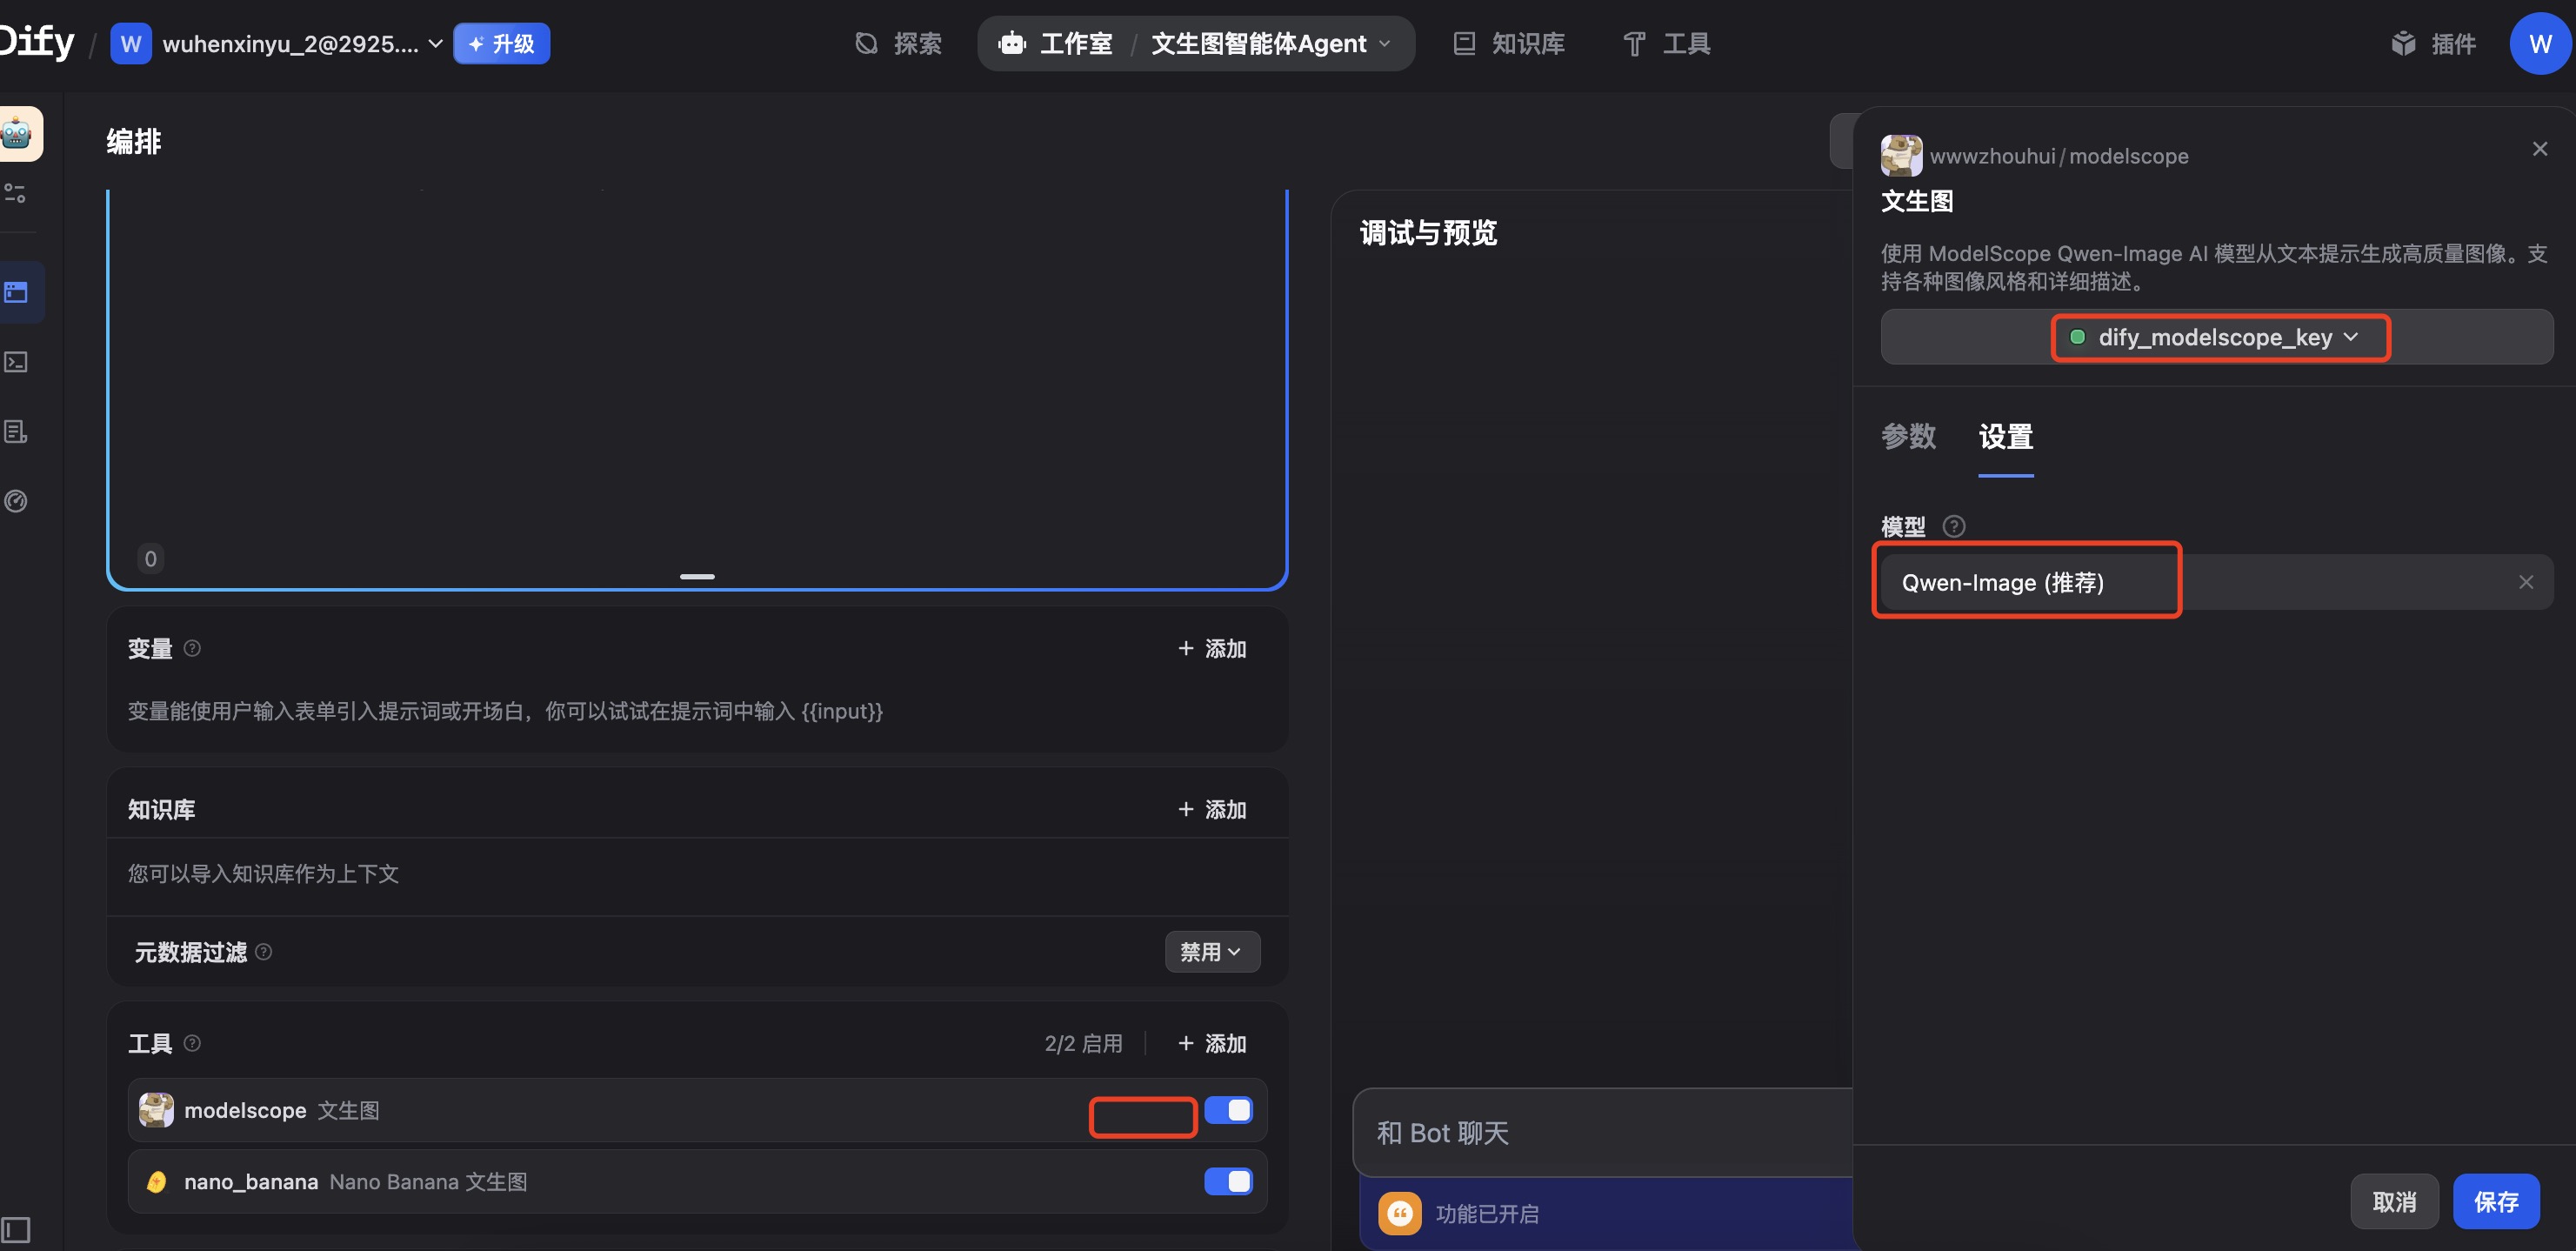 Dify / W wuhenxinyu_2@2925.... 升级 探索 工作室 / 文生图智能体Agent 知识库 工具 插件 W
编排
0
变量
添加
变量能使用户输入表单引入提示词或开场白，你可以试试在提示词中输入 {{input}}
知识库
添加
您可以导入知识库作为上下文
元数据过滤
禁用
工具
2/2 启用
添加
modelscope 文生图
nano_banana Nano Banana 文生图
调试与预览
和 Bot 聊天
功能已开启
wwwzhouhui/modelscope
文生图
使用 ModelScope Qwen-Image AI 模型从文本提示生成高质量图像。支
持各种图像风格和详细描述。
dify_modelscope_key
参数 设置
模型
Qwen-Image (推荐)
取消 保存